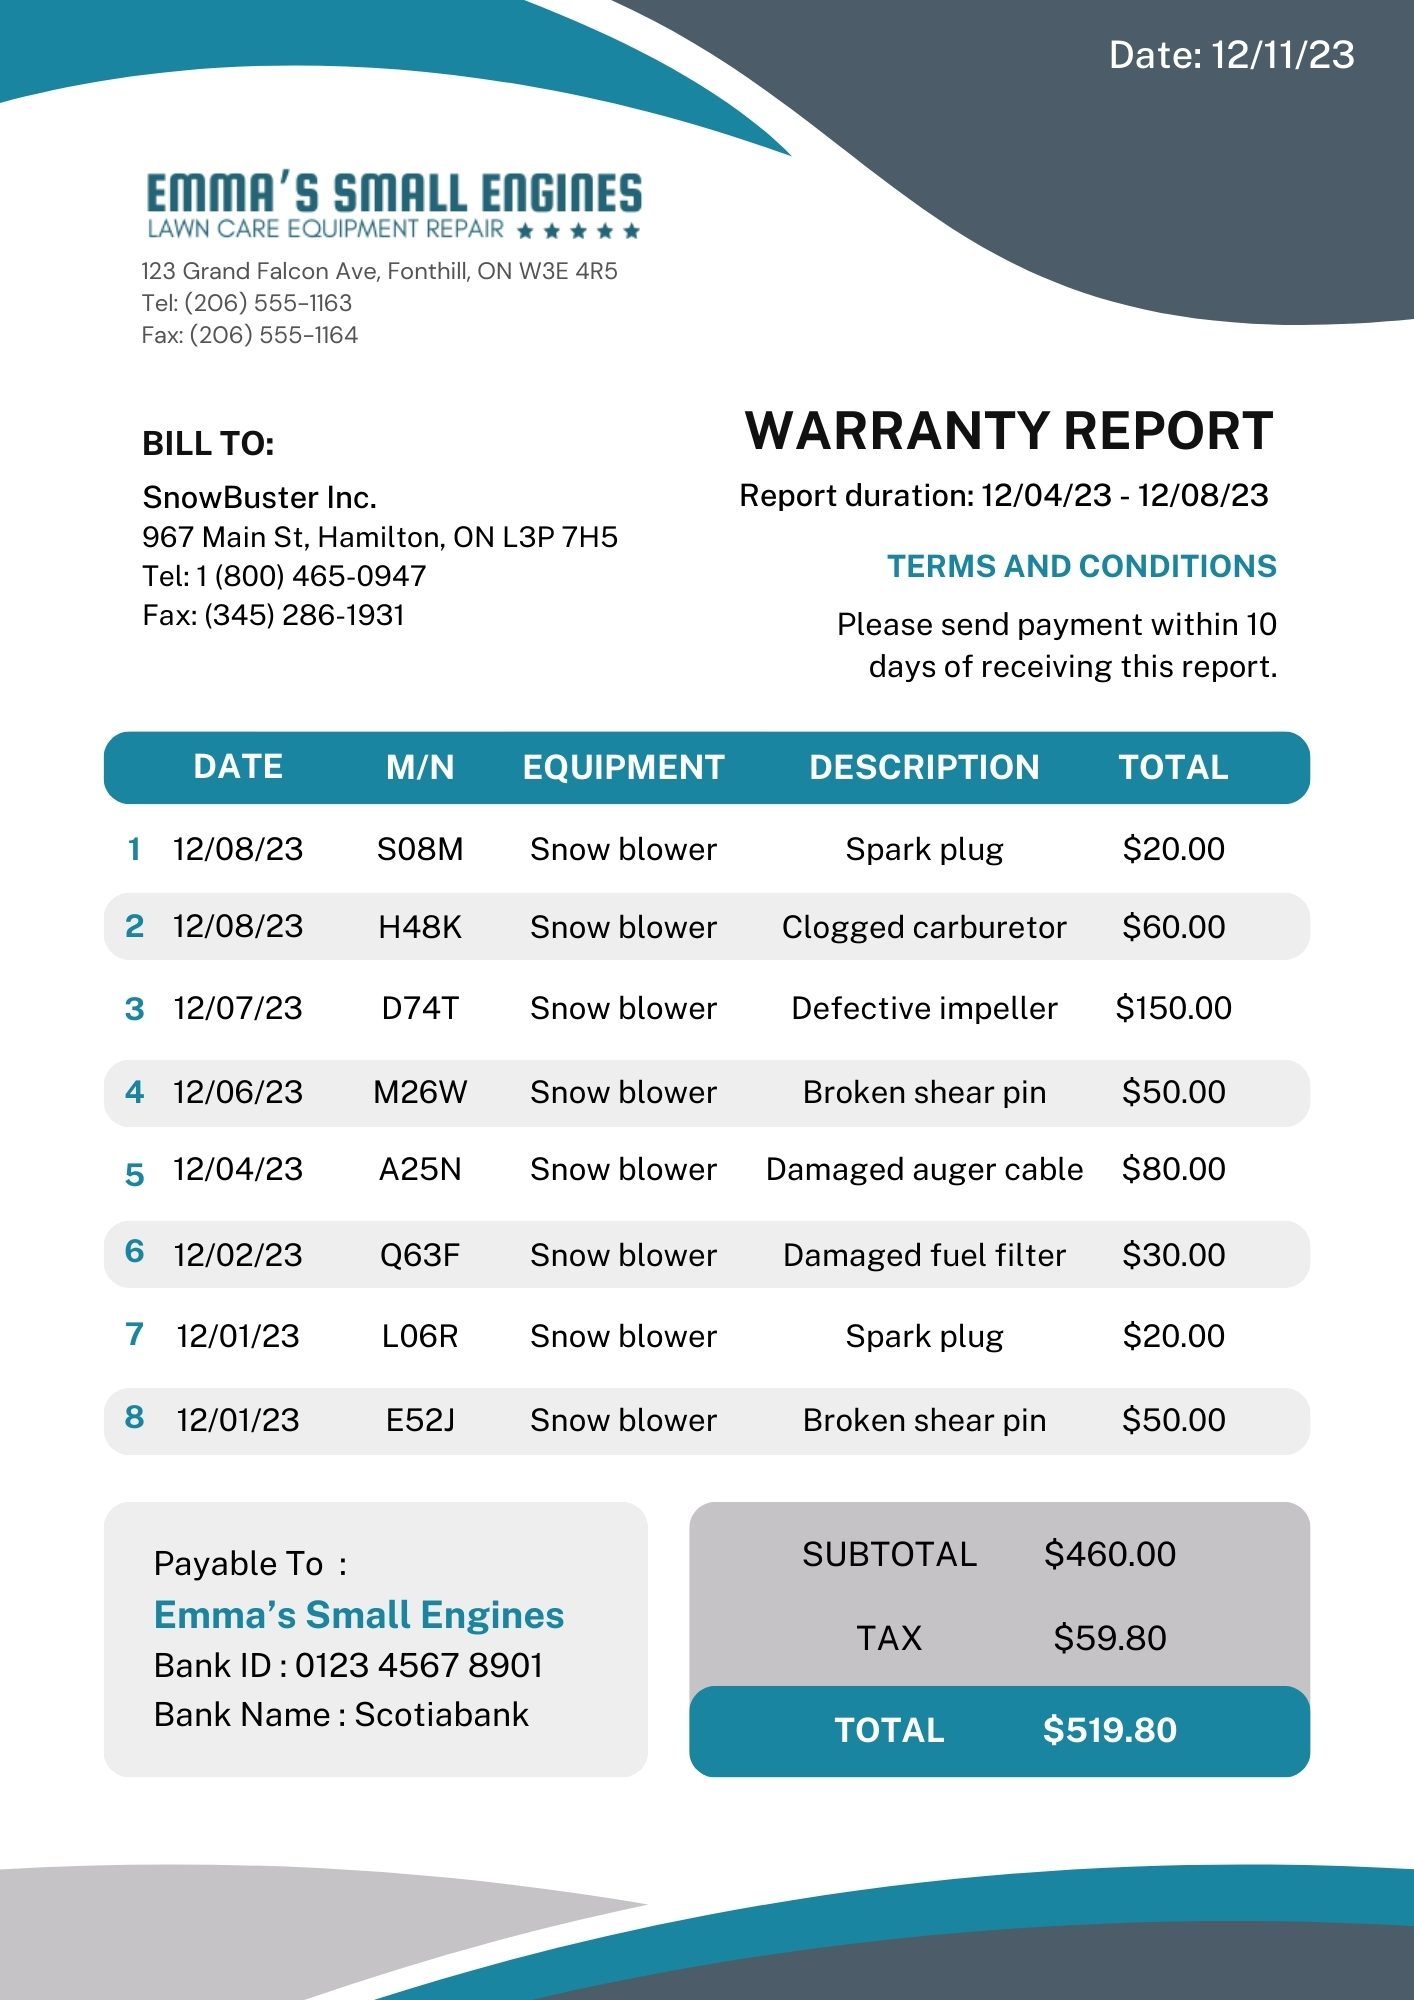 Date: 12/11/23
EMMA'S SMALL ENGINES
LAWN CARE EQUIPMENT REPAIR
123 Grand Falcon Ave, Fonthill, ON W3E 4R5
Tel: (206) 555-1163
Fax: (206) 555-1164
BILL TO:
SnowBuster Inc.
967 Main St, Hamilton, ON L3P 7H5
Tel: 1 (800) 465-0947
Fax: (345) 286-1931
WARRANTY REPORT
Report duration: 12/04/23 - 12/08/23
TERMS AND CONDITIONS
Please send payment within 10
days of receiving this report.
DATE M/N EQUIPMENT DESCRIPTION TOTAL
1 12/08/23 S08M Snow blower Spark plug $20.00
2 12/08/23 H48K Snow blower Clogged carburetor $60.00
3 12/07/23 D74T Snow blower Defective impeller $150.00
4 12/06/23 M26W Snow blower Broken shear pin $50.00
5 12/04/23 A25N Snow blower Damaged auger cable $80.00
6 12/02/23 Q63F Snow blower Damaged fuel filter $30.00
7 12/01/23 L06R Snow blower Spark plug $20.00
8 12/01/23 E52J Snow blower Broken shear pin $50.00
Payable To :
Emma’s Small Engines
Bank ID : 0123 4567 8901
Bank Name : Scotiabank
SUBTOTAL $460.00
TAX $59.80
TOTAL $519.80